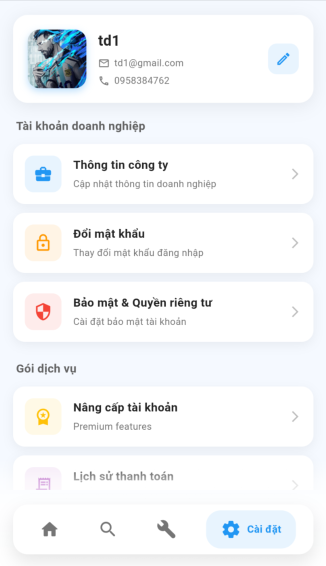 td1
td1@gmail.com
0958384762
Tài khoản doanh nghiệp
Thông tin công ty
Cập nhật thông tin doanh nghiệp
Đổi mật khẩu
Thay đổi mật khẩu đăng nhập
Bảo mật & Quyền riêng tư
Cài đặt bảo mật tài khoản
Gói dịch vụ
Nâng cấp tài khoản
Premium features
Lịch sử thanh toán
Cài đặt